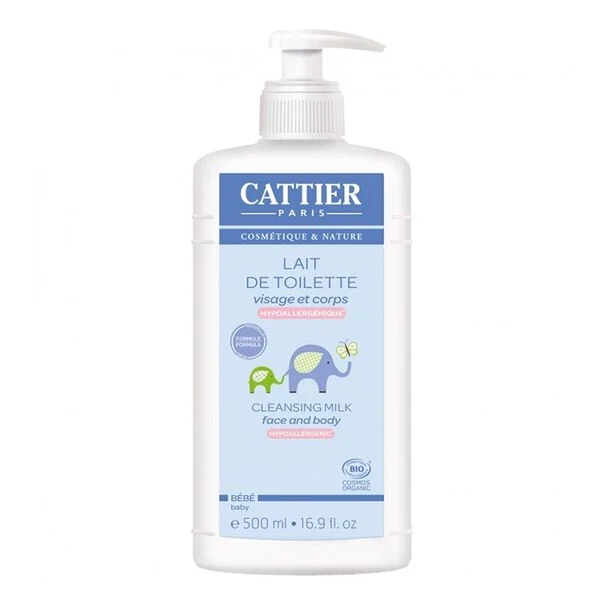 CATTIER
PARIS
COSMÉTIQUE & NATURE
LAIT
DE TOILETTE
visage et corps
HYPOALLERGÉNIQUE*
NOUVELLE
FORMULE
FORMULA
CLEANSING MILK
face and body
HYPOALLERGENIC*
BIO
COSMOS
ORGANIC
BÉBÉ
baby
e 500 ml • 16.9 fl. oz